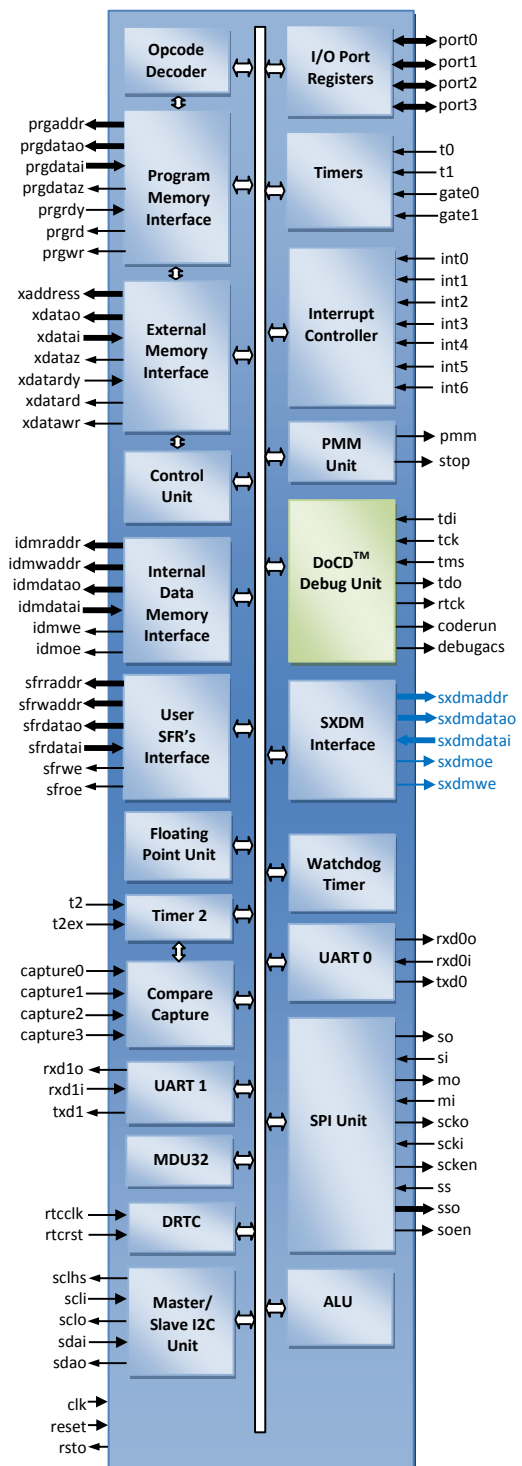 Opcode
Decoder
prgaddr
prgdatao
prgdatai
prgdataz
prgrdy
prgrd
prgwr
Program
Memory
Interface
xaddress
xdatao
xdatai
xdataz
xdatardy
xdatard
xdatawr
External
Memory
Interface
Control
Unit
idmraddr
idmwaddr
idmdatao
idmdatai
idmwe
idmoe
Internal
Data
Memory
Interface
sfrraddr
sfrwaddr
sfrdatao
sfrdatai
sfrwe
sfroe
User
SFR's
Interface
Floating
Point Unit
t2
t2ex
Timer 2
capture0
capture1
capture2
capture3
Compare
Capture
rxd1o
rxd1i
txd1
UART 1
MDU32
rtcclk
rtcrst
DRTC
sclhs
scli
sclo
sdai
sdao
Master/
Slave I2C
Unit
clk
reset
rsto
I/O Port
Registers
port0
port1
port2
port3
Timers
t0
t1
gate0
gate1
Interrupt
Controller
int0
int1
int2
int3
int4
int5
int6
PMM
Unit
pmm
stop
DoCD™
Debug Unit
tdi
tck
tms
tdo
rtck
coderun
debugacs
SXDM
Interface
sxdmaddr
sxdmdatao
sxdmdatai
sxdmoe
sxdmwe
Watchdog
Timer
UART 0
rxd0o
rxd0i
txd0
SPI Unit
so
si
mo
mi
scko
scki
scken
ss
sso
soen
ALU